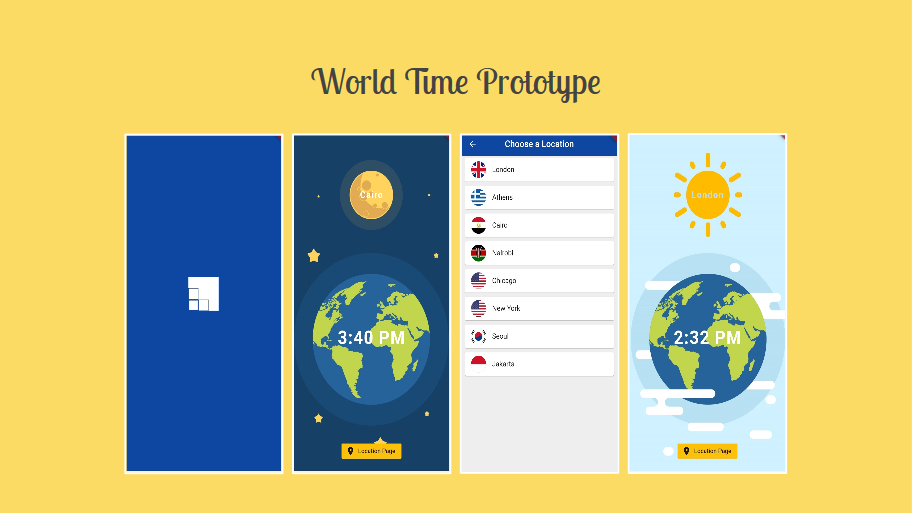 World Time Prototype
Cairo
3:40 PM
Location Page
Choose a Location
London
Athens
Cairo
Nairobi
Chicago
New York
Seoul
Jakarta
London
2:32 PM
Location Page